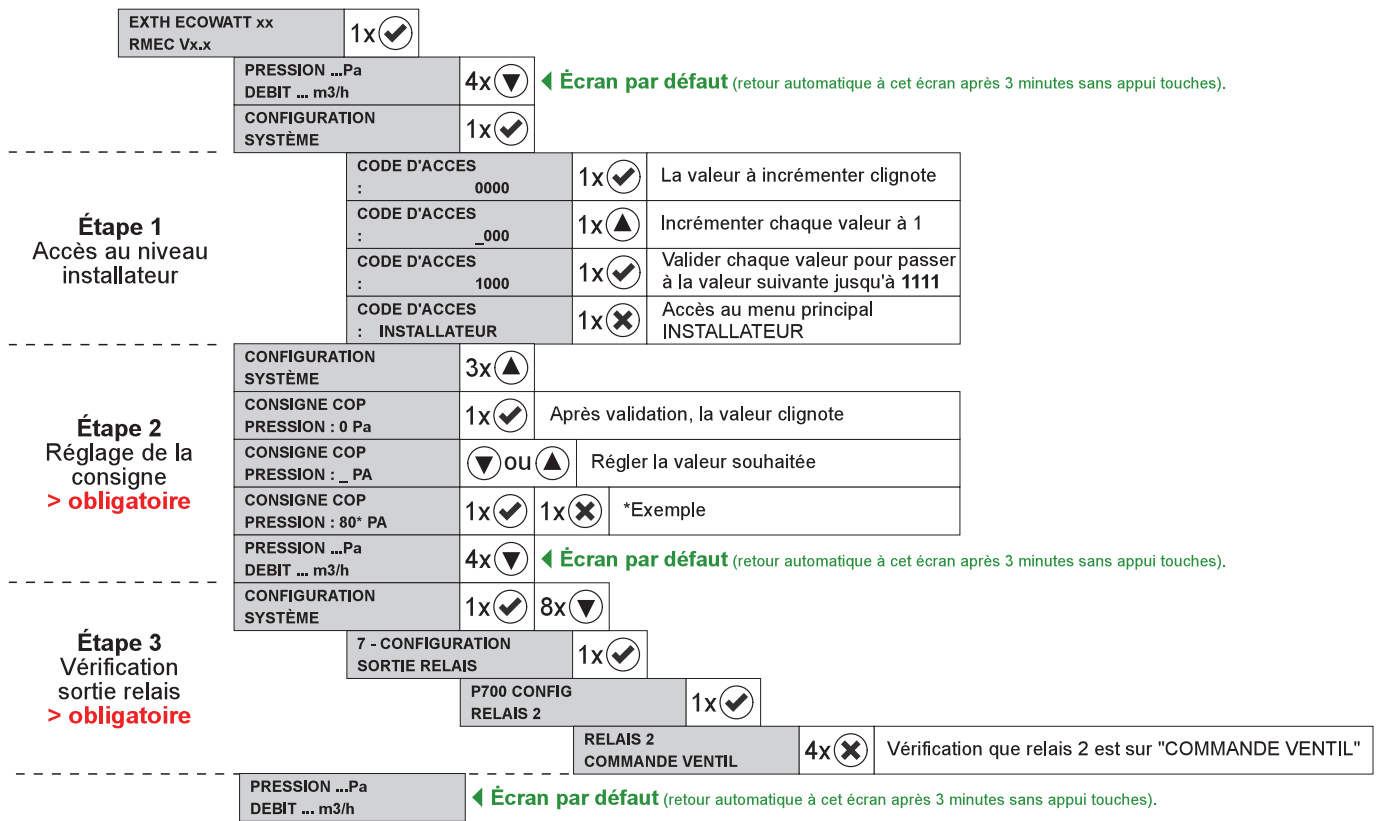 EXTH ECOWATT xx
RMEC Vx.x
1x
PRESSION ...Pa
DEBIT ... m3/h
4x
Écran par défaut (retour automatique à cet écran après 3 minutes sans appui touches).
CONFIGURATION
SYSTÈME
1x
Étape 1
Accès au niveau
installateur
CODE D'ACCES
: 0000
1x
La valeur à incrémenter clignote
CODE D'ACCES
: _000
1x
Incrémenter chaque valeur à 1
CODE D'ACCES
: 1000
1x
Valider chaque valeur pour passer
à la valeur suivante jusqu'à 1111
CODE D'ACCES
: INSTALLATEUR
1x
Accès au menu principal
INSTALLATEUR
Étape 2
Réglage de la
consigne
> obligatoire
CONFIGURATION
SYSTÈME
3x
CONSIGNE COP
PRESSION : 0 Pa
1x
Après validation, la valeur clignote
CONSIGNE COP
PRESSION : _ PA
ou
Régler la valeur souhaitée
CONSIGNE COP
PRESSION : 80* PA
1x
1x
*Exemple
PRESSION ...Pa
DEBIT ... m3/h
4x
Écran par défaut (retour automatique à cet écran après 3 minutes sans appui touches).
Étape 3
Vérification
sortie relais
> obligatoire
CONFIGURATION
SYSTÈME
1x
8x
7 - CONFIGURATION
SORTIE RELAIS
1x
P700 CONFIG
RELAIS 2
1x
RELAIS 2
COMMANDE VENTIL
4x
Vérification que relais 2 est sur "COMMANDE VENTIL"
PRESSION ...Pa
DEBIT ... m3/h
Écran par défaut (retour automatique à cet écran après 3 minutes sans appui touches).